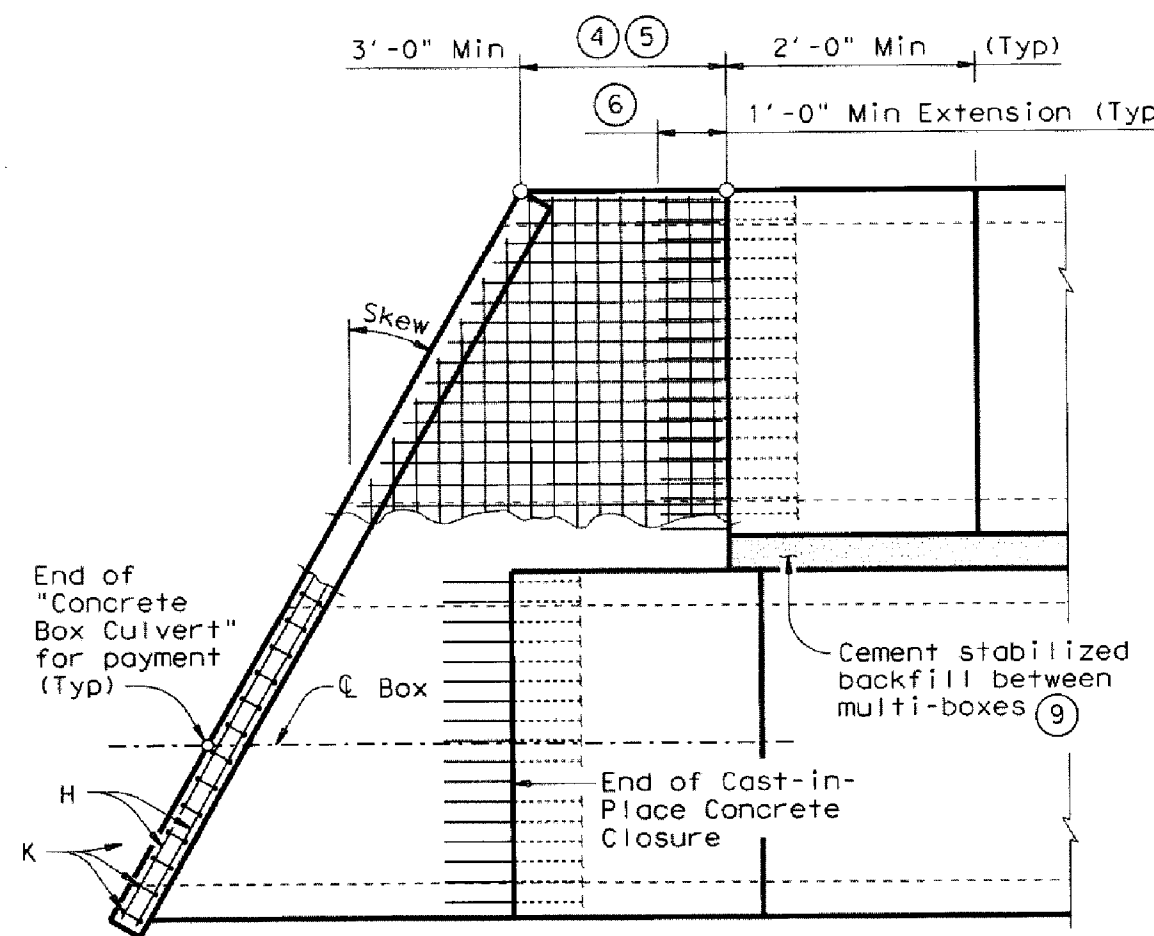 3'-0" Min
4 5
2'-0" Min (Typ)
6
1'-0" Min Extension (Typ
Skew
End of
"Concrete
Box Culvert"
for payment
(Typ)
℄ Box
Cement stabilized
backfill between
multi-boxes 9
H
K
End of Cast-in-
Place Concrete
Closure